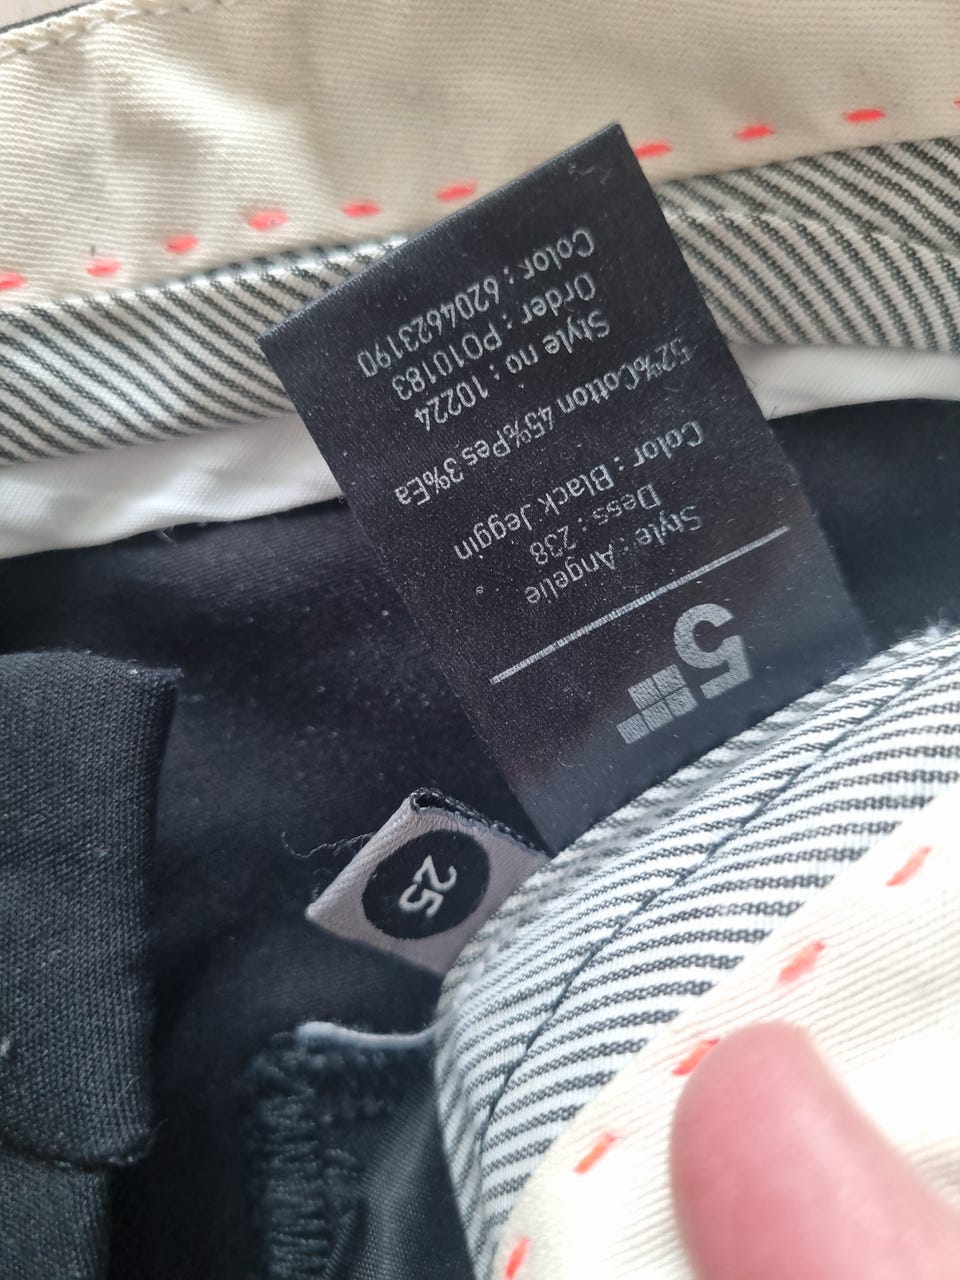 5
Style : Angelie
Dess : 238
Color : Black Jeggin
52%Cotton 45%Pes 3%Ea
Style no : 10224
Order : PO10183
Color : 6204623190
25